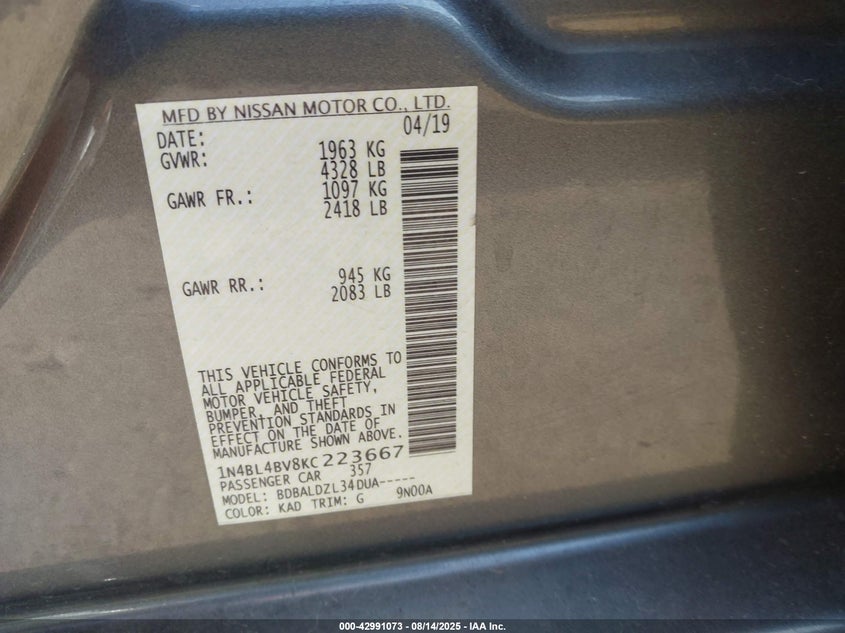 MFD BY NISSAN MOTOR CO., LTD.
DATE: 04/19
GVWR: 1963 KG
4328 LB
GAWR FR.: 1097 KG
2418 LB
GAWR RR.: 945 KG
2083 LB
THIS VEHICLE CONFORMS TO
ALL APPLICABLE FEDERAL
MOTOR VEHICLE SAFETY,
BUMPER, AND THEFT
PREVENTION STANDARDS IN
EFFECT ON THE DATE OF
MANUFACTURE SHOWN ABOVE.
1N4BL4BV8KC223667
PASSENGER CAR 357
MODEL: BDBALDZL34DUA-----
COLOR: KAD TRIM: G 9N00A
000-42991073 - 08/14/2025 - IAA Inc.